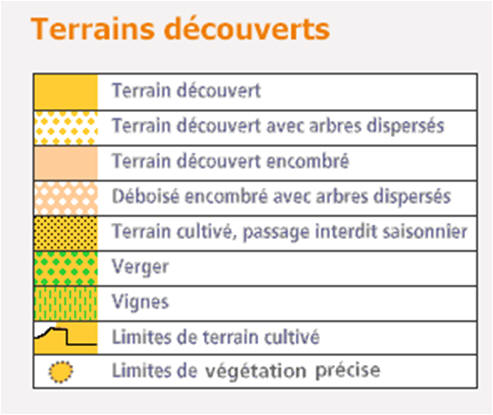 Terrains découverts
Terrain découvert
Terrain découvert avec arbres dispersés
Terrain découvert encombré
Déboisé encombré avec arbres dispersés
Terrain cultivé, passage interdit saisonnier
Verger
Vignes
Limites de terrain cultivé
Limites de végétation précise